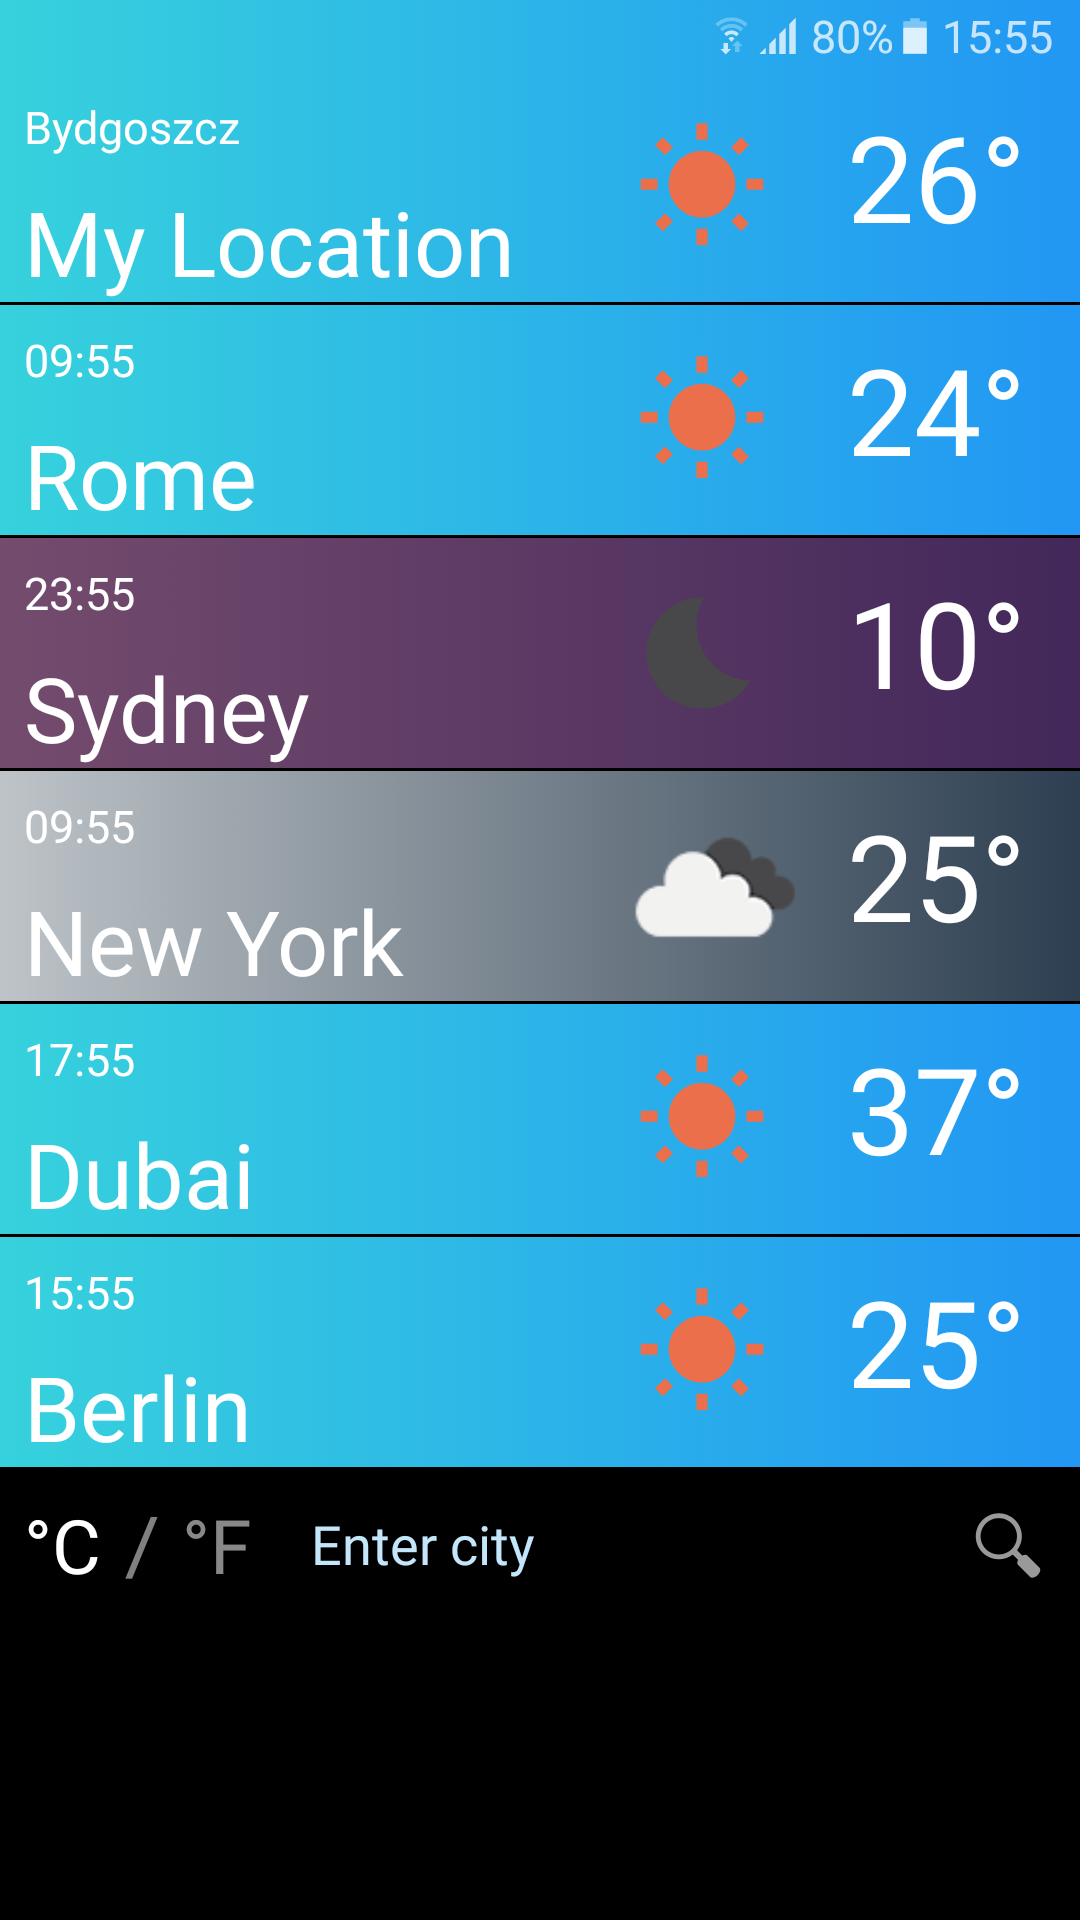 80% 15:55
Bydgoszcz
My Location 26°
09:55
Rome 24°
23:55
Sydney 10°
09:55
New York 25°
17:55
Dubai 37°
15:55
Berlin 25°
°C / °F Enter city